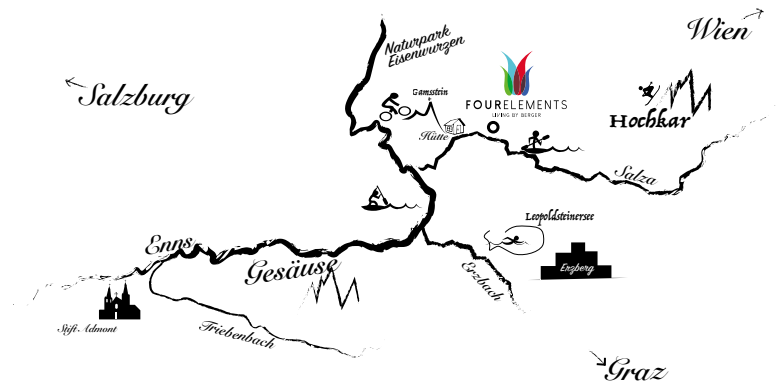 Wien
Naturpark
Eisenwurzen
Salzburg
Gamsstein
FOURELEMENTS
LIVING BY BERGER
Hochkar
Hütte
Salza
Leopoldsteinersee
Enns
Gesäuse
Erzbach
Erzberg
Stift Admont
Triebenbach
Graz